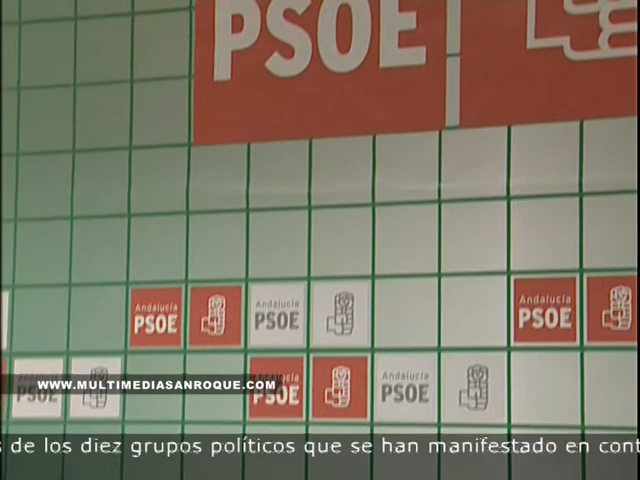 PSOE
Andalucía
PSOE
Andalucía
PSOE
Andalucía
PSOE
WWW.MULTIMEDIASANROQUE.COM
PSOE
PSOE
Andalucía
PSOE
de los diez grupos políticos que se han manifestado en